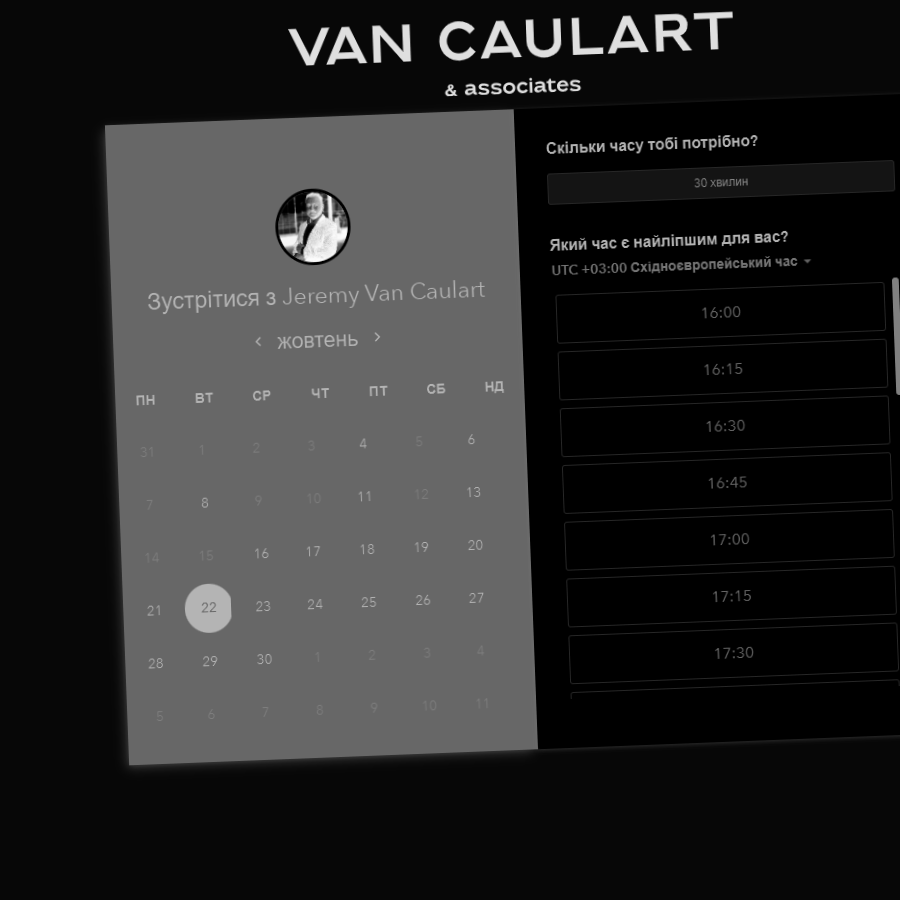 VAN CAULART
& associates
Зустрітися з Jeremy Van Caulart
жовтень
ПН ВТ СР ЧТ ПТ СБ НД
31 1 2 3 4 5 6
7 8 9 10 11 12 13
14 15 16 17 18 19 20
21 22 23 24 25 26 27
28 29 30 1 2 3 4
5 6 7 8 9 10 11
Скільки часу тобі потрібно?
30 хвилин
Який час є найліпшим для вас?
UTC +03:00 Східноєвропейський час
16:00
16:15
16:30
16:45
17:00
17:15
17:30